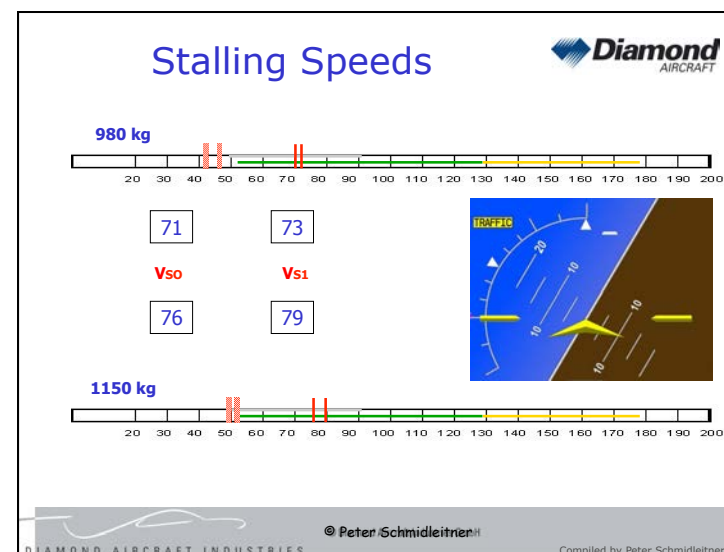 Stalling Speeds
Diamond
AIRCRAFT
980 kg
20 30 40 50 60 70 80 90 100 110 120 130 140 150 160 170 180 190 200
71 73
VS0 VS1
76 79
TRAFFIC
20
10
10
10
10
1150 kg
20 30 40 50 60 70 80 90 100 110 120 130 140 150 160 170 180 190 200
© Peter Schmidleitner
DIAMOND AIRCRAFT INDUSTRIES
Compiled by Peter Schmidleitner